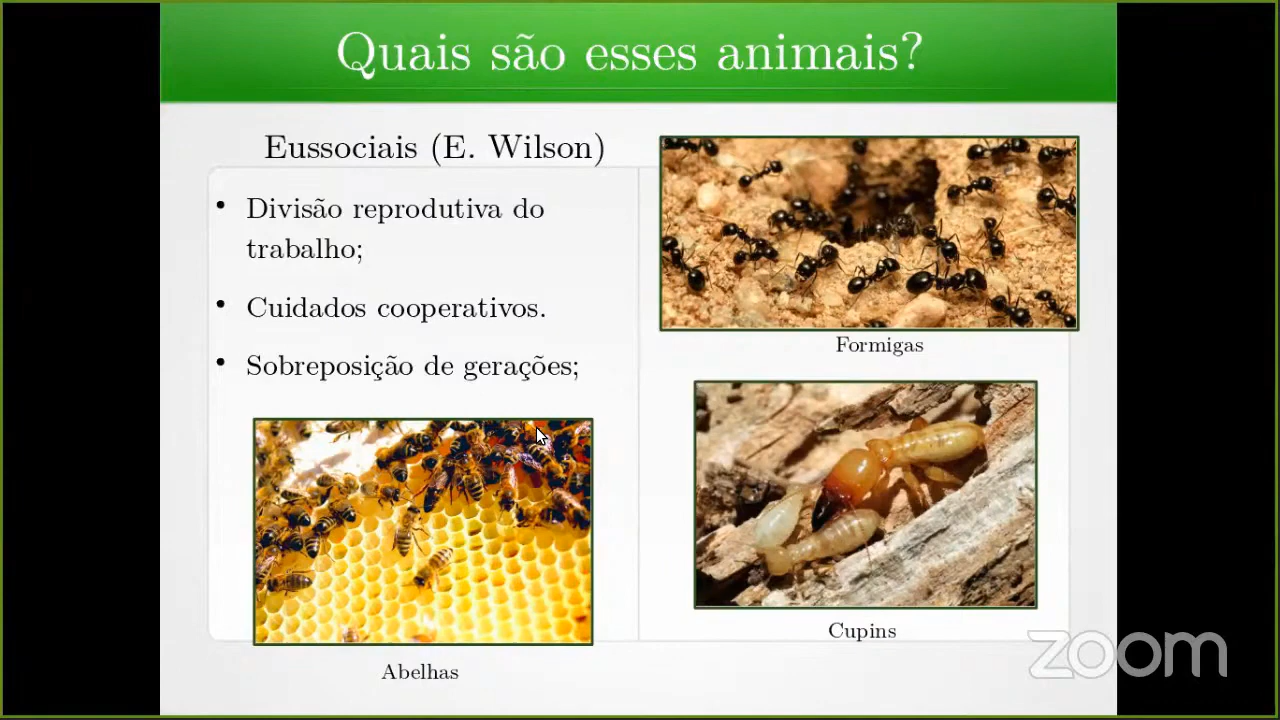 Quais são esses animais?
Eussociais (E. Wilson)
• Divisão reprodutiva do
trabalho;
• Cuidados cooperativos.
• Sobreposição de gerações;
Abelhas
Formigas
Cupins
zoom